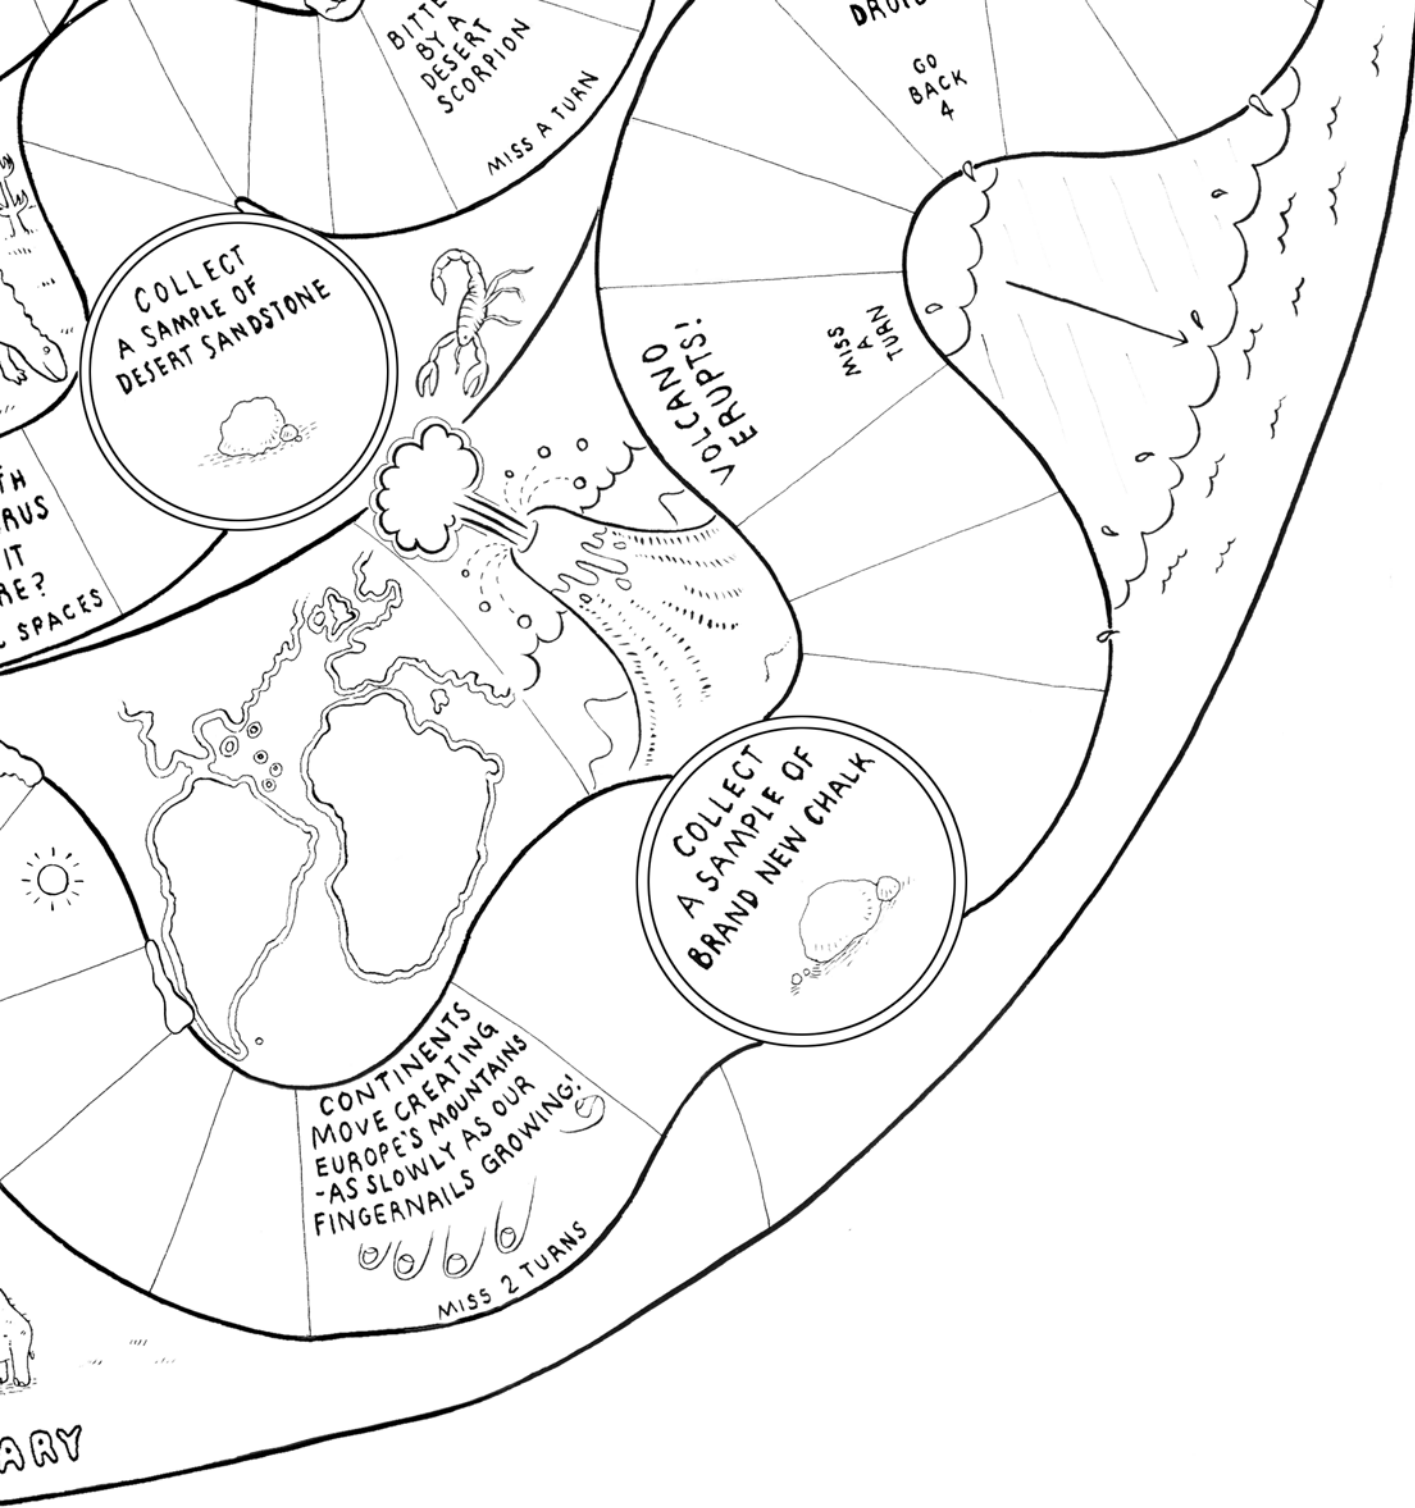 BY A
DESERT
SCORPION
MISS A TURN
GO
BACK
4
COLLECT
A SAMPLE OF
DESERT SANDSTONE
VOLCANO
ERUPTS!
MISS
A
TURN
IT
SPACES
COLLECT
A SAMPLE OF
BRAND NEW CHALK
CONTINENTS
MOVE CREATING
EUROPE'S MOUNTAINS
-AS SLOWLY AS OUR
FINGERNAILS GROWING!
MISS 2 TURNS